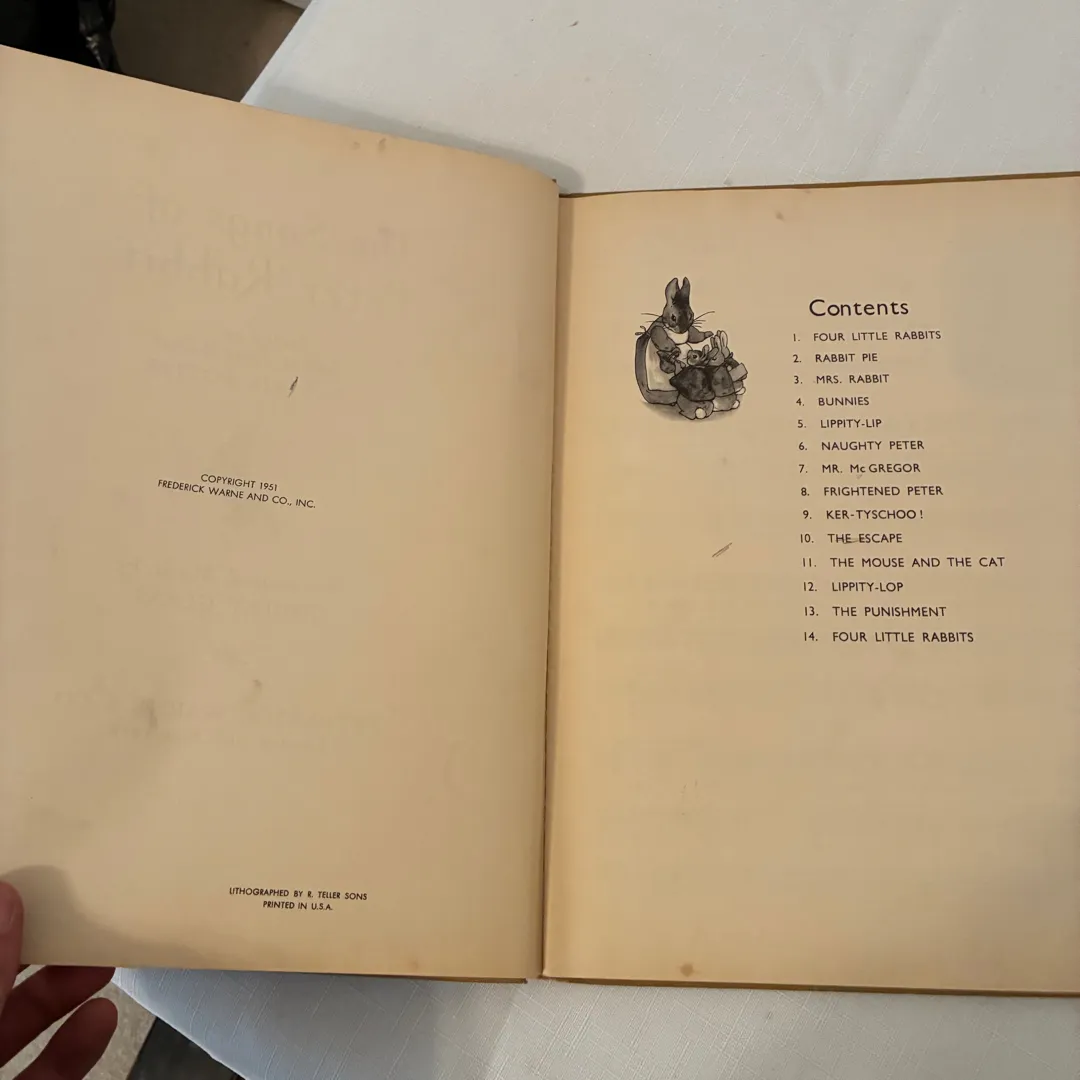 COPYRIGHT 1951
FREDERICK WARNE AND CO., INC.
LITHOGRAPHED BY R. TELLER SONS
PRINTED IN U.S.A.
Contents
1. FOUR LITTLE RABBITS
2. RABBIT PIE
3. MRS. RABBIT
4. BUNNIES
5. LIPPITY-LIP
6. NAUGHTY PETER
7. MR. Mc GREGOR
8. FRIGHTENED PETER
9. KER-TYSCHOO!
10. THE ESCAPE
11. THE MOUSE AND THE CAT
12. LIPPITY-LOP
13. THE PUNISHMENT
14. FOUR LITTLE RABBITS